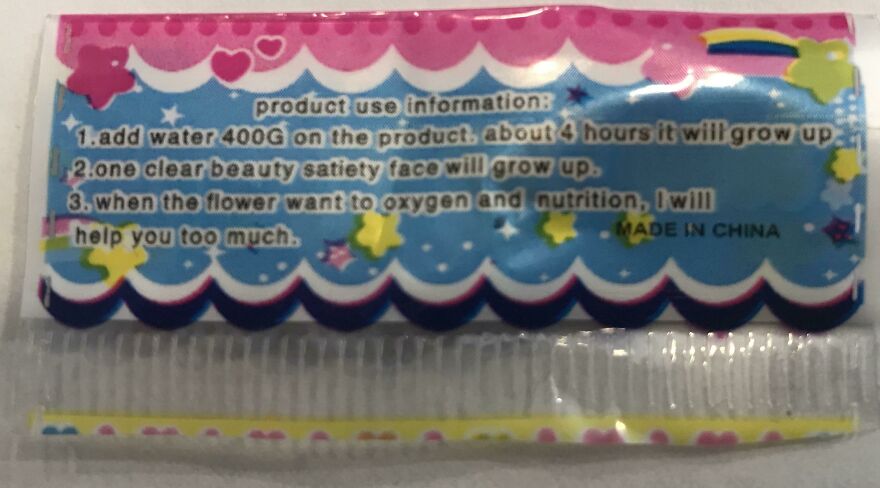 product use information:
1.add water 400G on the product. about 4 hours it will grow up
2.one clear beauty satiety face will grow up.
3. when the flower want to oxygen and nutrition, I will
help you too much.
MADE IN CHINA